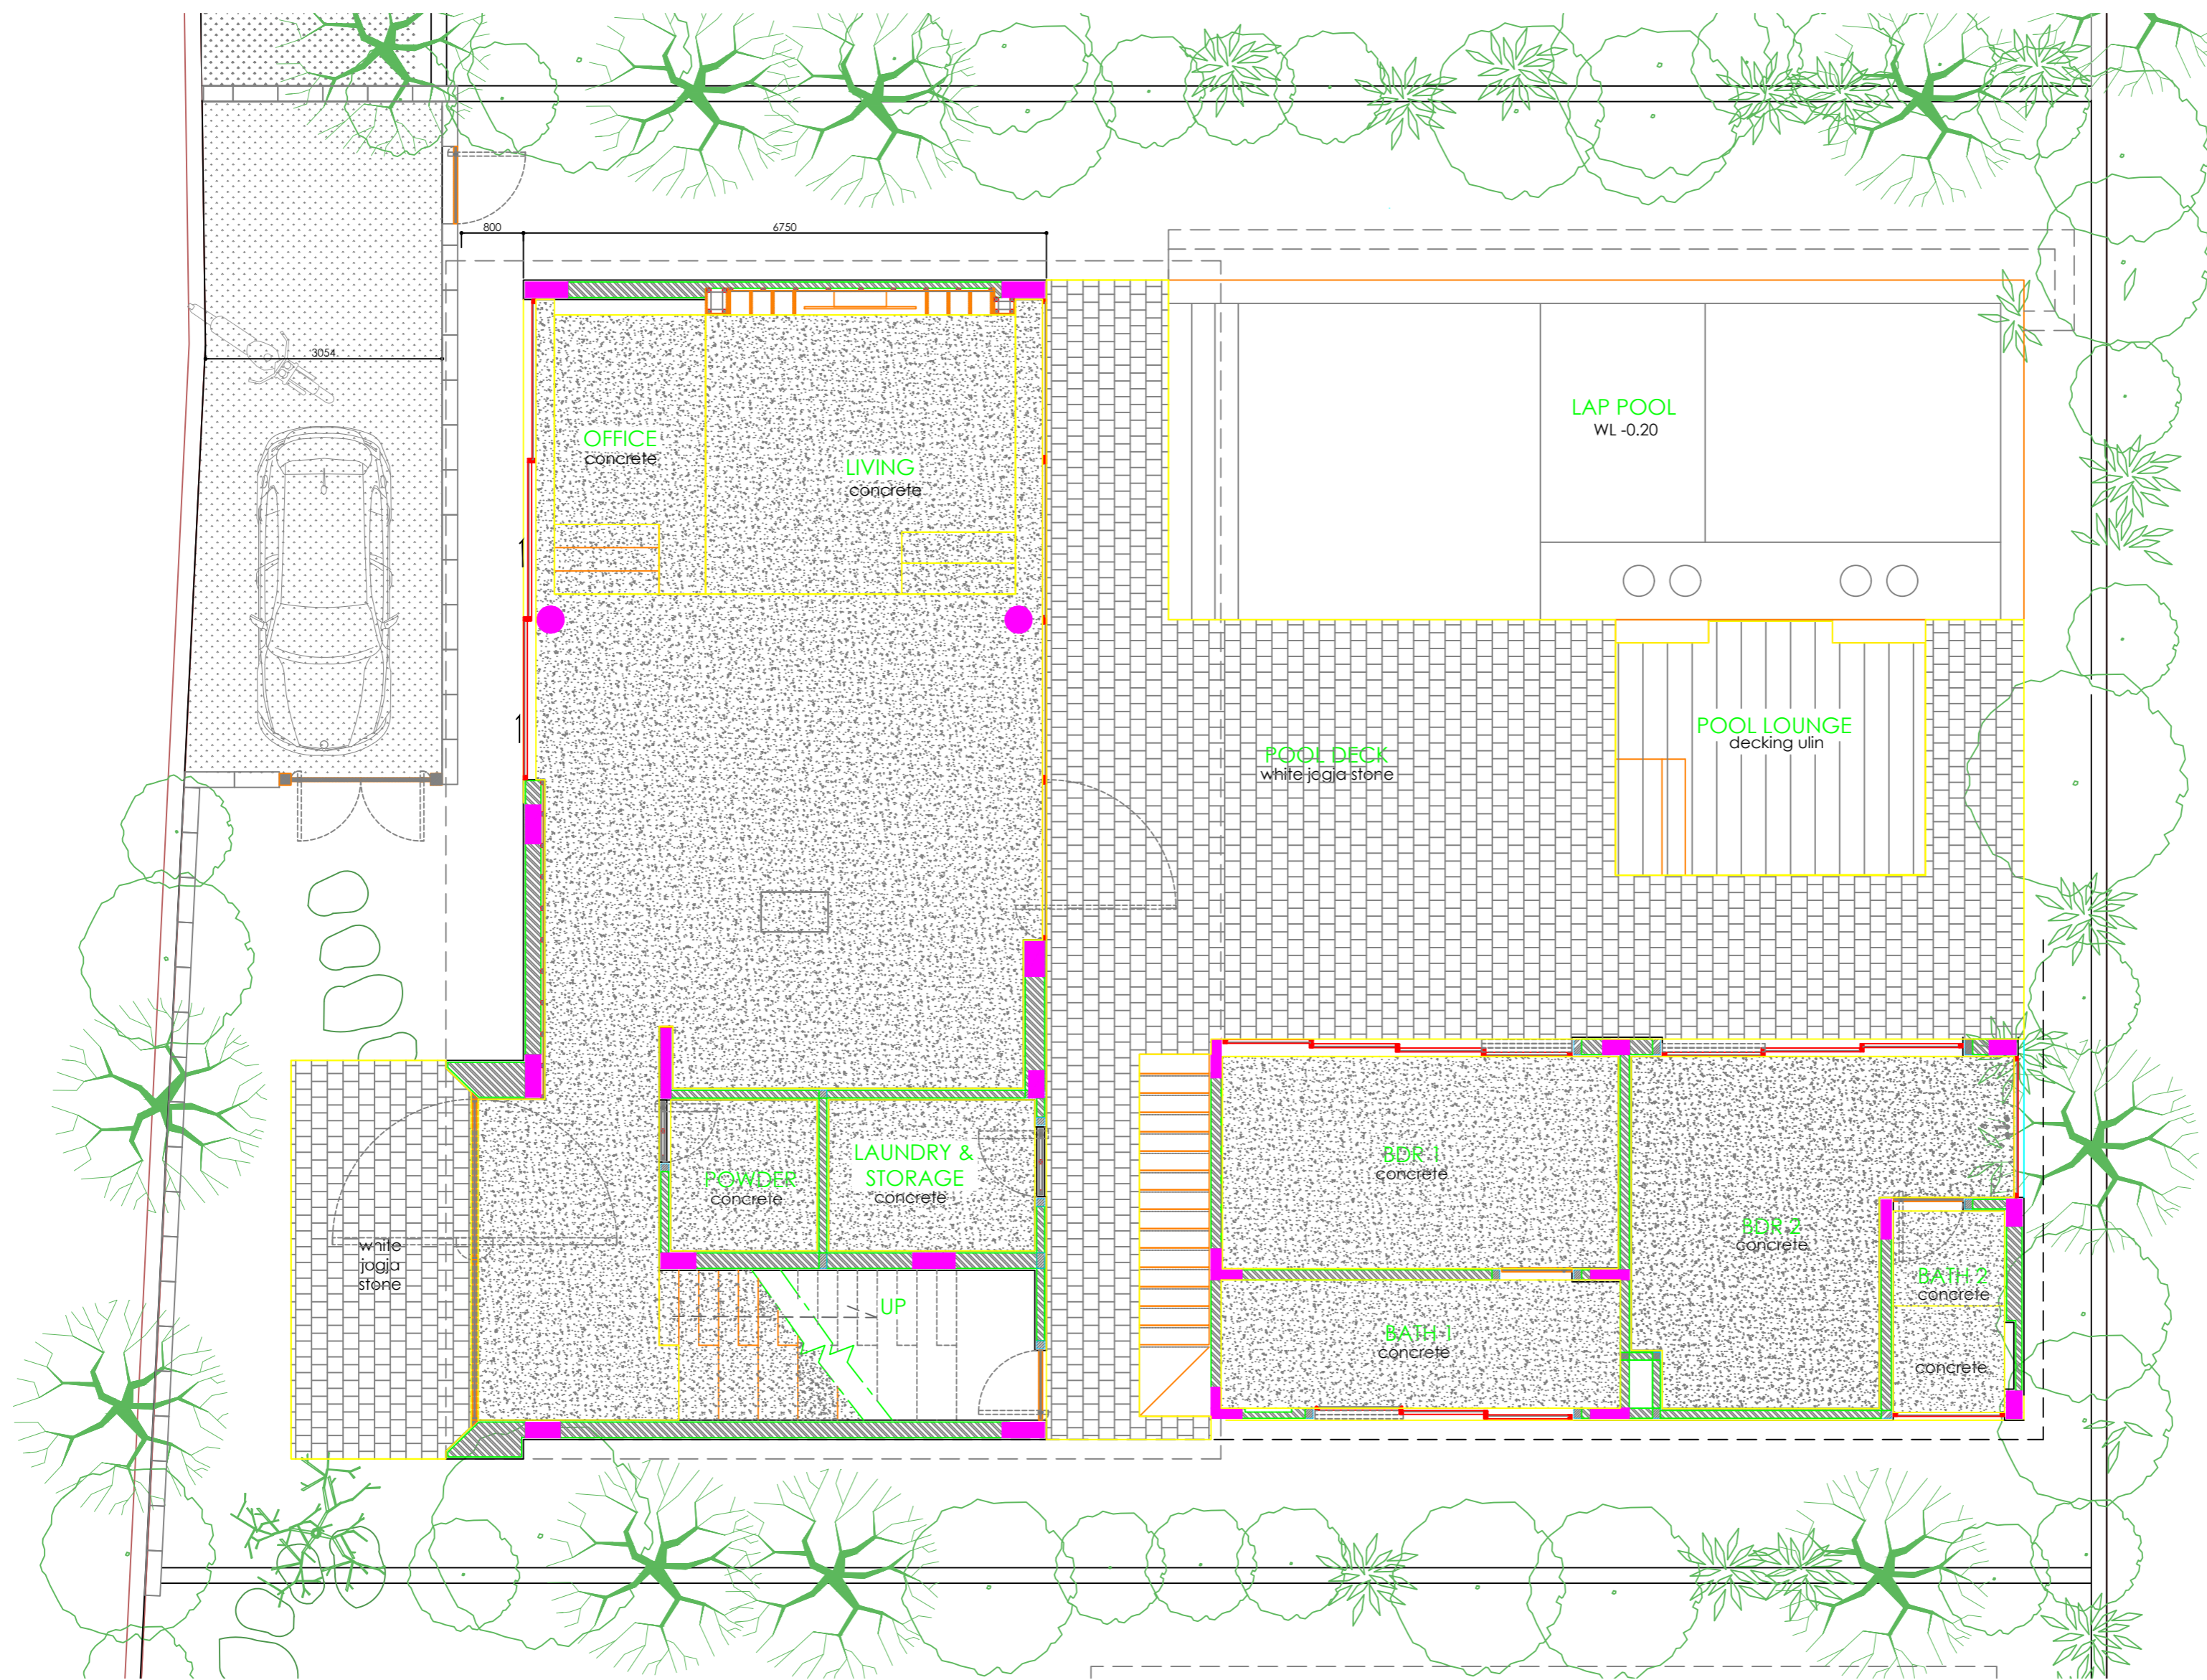 800
6750
3054
OFFICE
concrete
LIVING
concrete
LAP POOL
WL -0.20
POOL LOUNGE
decking ulin
POOL DECK
white jogja stone
POWDER
concrete
LAUNDRY &
STORAGE
concrete
BDR 1
concrete
BDR 2
concrete
white
jogja
stone
UP
BATH 1
concrete
BATH 2
concrete
concrete